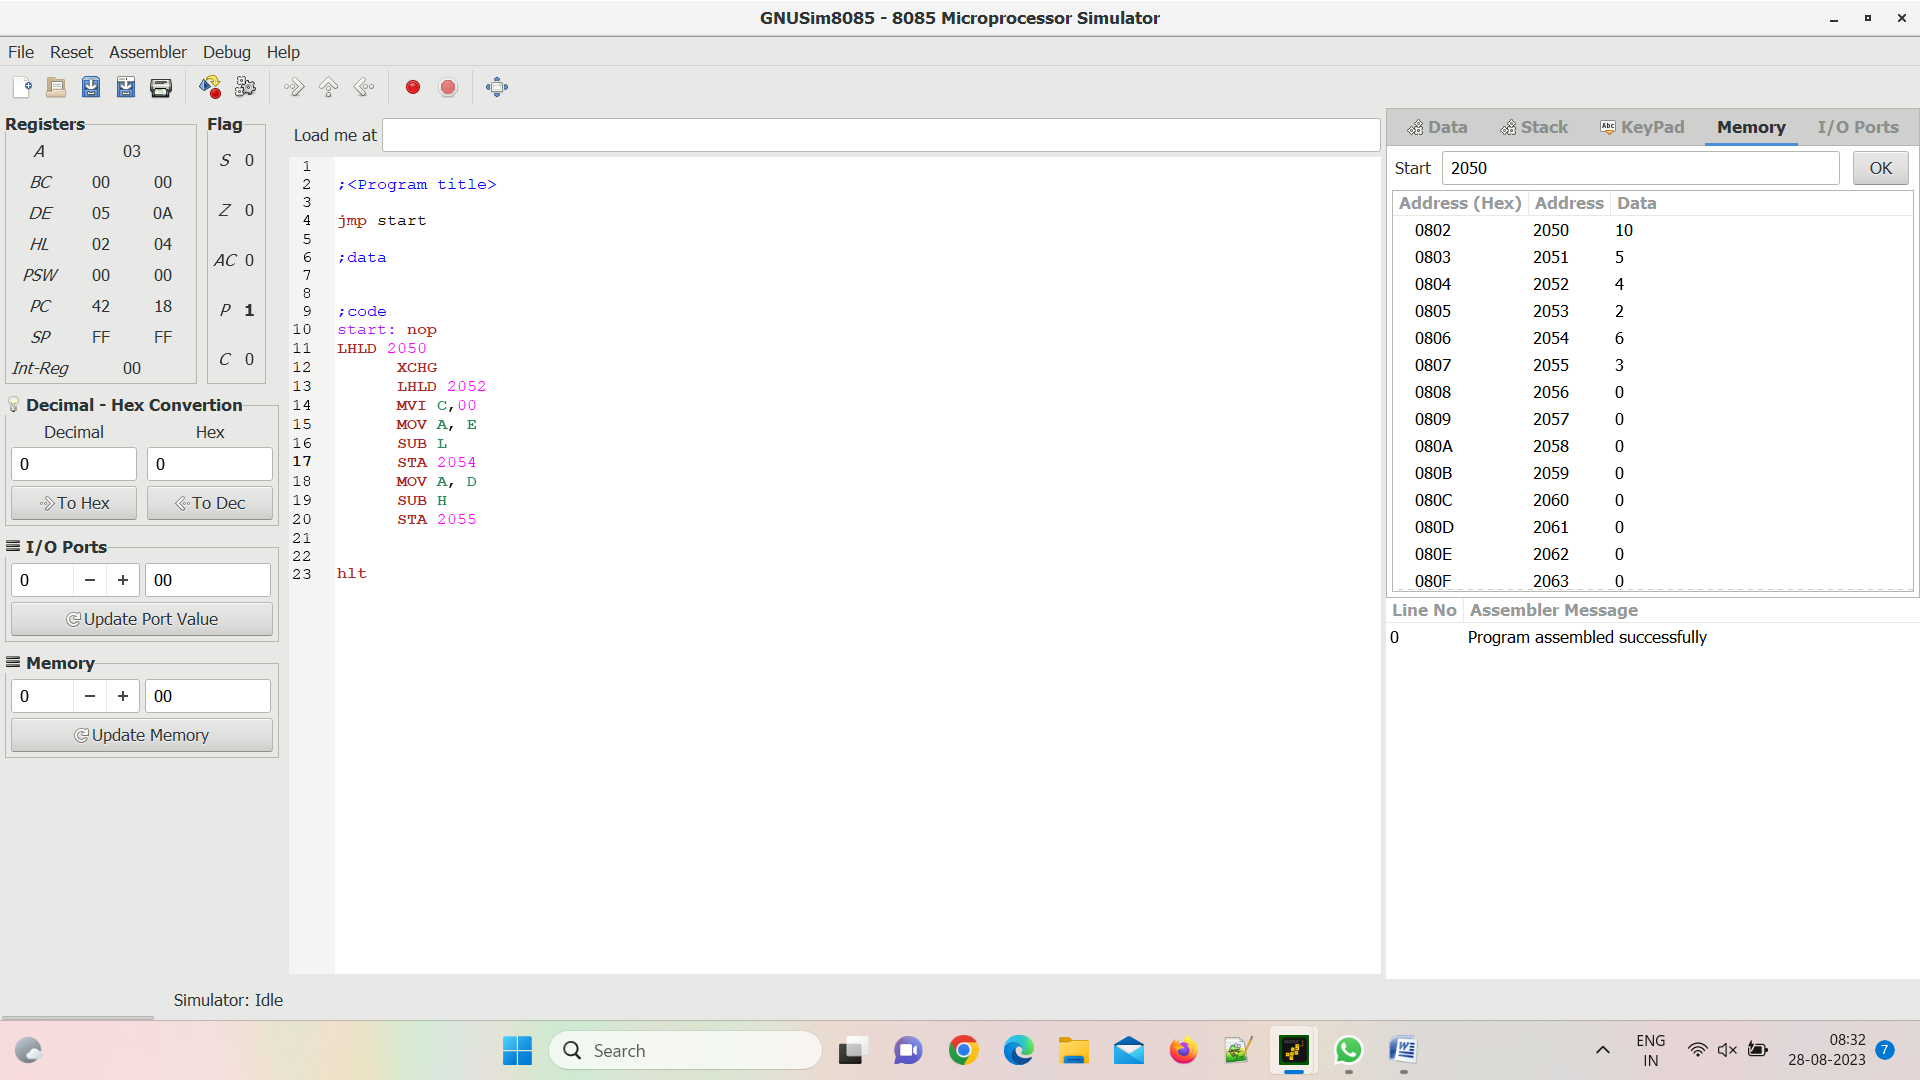 GNUSim8085 - 8085 Microprocessor Simulator
File Reset Assembler Debug Help
Registers
A 03
BC 00 00
DE 05 0A
HL 02 04
PSW 00 00
PC 42 18
SP FF FF
Int-Reg 00
Flag
S 0
Z 0
AC 0
P 1
C 0
Decimal - Hex Convertion
Decimal Hex
0 0
To Hex To Dec
I/O Ports
0 − + 00
Update Port Value
Memory
0 − + 00
Update Memory
Load me at
1
2 ;<Program title>
3
4 jmp start
5
6 ;data
7
8
9 ;code
10 start: nop
11 LHLD 2050
12 XCHG
13 LHLD 2052
14 MVI C,00
15 MOV A, E
16 SUB L
17 STA 2054
18 MOV A, D
19 SUB H
20 STA 2055
21
22
23 hlt
Data Stack Abc KeyPad Memory I/O Ports
Start 2050 OK
Address (Hex) Address Data
0802 2050 10
0803 2051 5
0804 2052 4
0805 2053 2
0806 2054 6
0807 2055 3
0808 2056 0
0809 2057 0
080A 2058 0
080B 2059 0
080C 2060 0
080D 2061 0
080E 2062 0
080F 2063 0
Line No Assembler Message
0 Program assembled successfully
Simulator: Idle
Search
ENG
IN
08:32
28-08-2023
7